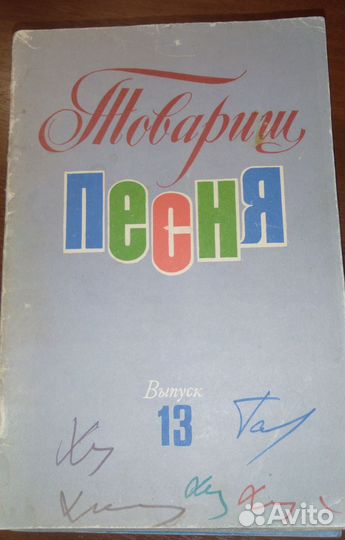 Товарищ
песня
Выпуск
13
Avito